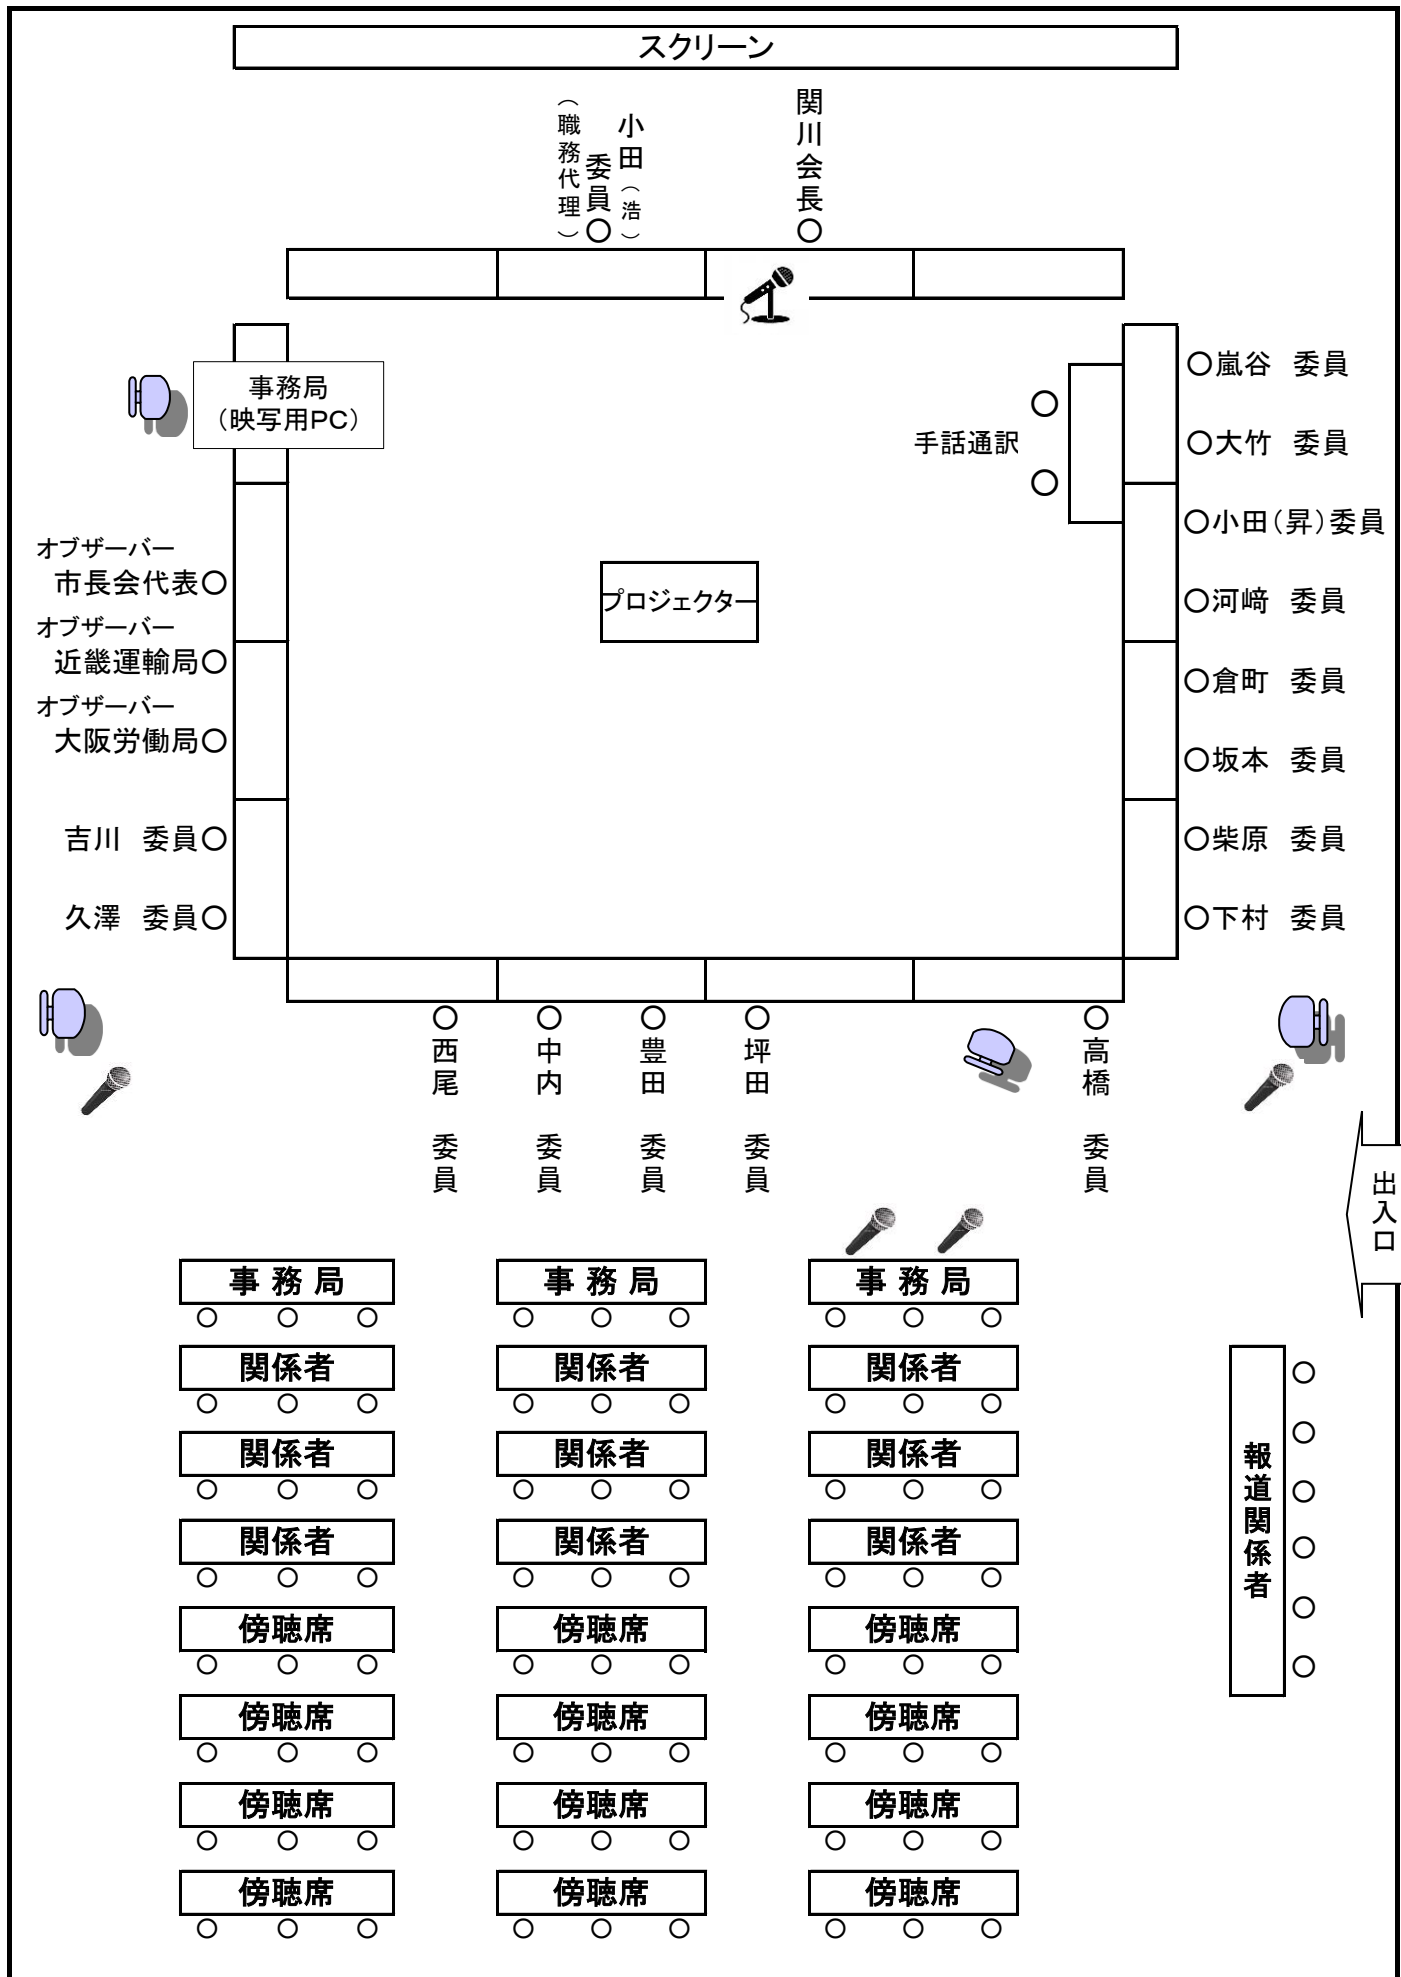 スクリーン
関川会長○
小田（浩）
委員○
（職務代理）
事務局
（映写用PC）
手話通訳
○
○
プロジェクター
オブザーバー
市長会代表○
オブザーバー
近畿運輸局○
オブザーバー
大阪労働局○
吉川　委員○
久澤　委員○
○嵐谷　委員
○大竹　委員
○小田（昇）委員
○河﨑　委員
○倉町　委員
○坂本　委員
○柴原　委員
○下村　委員
○西尾　委員
○中内　委員
○豊田　委員
○坪田　委員
○高橋　委員
出入口
事 務 局
事 務 局
事 務 局
○ ○ ○ ○ ○ ○ ○ ○ ○
関係者
関係者
関係者
○ ○ ○ ○ ○ ○ ○ ○ ○
関係者
関係者
関係者
○ ○ ○ ○ ○ ○ ○ ○ ○
関係者
関係者
関係者
○ ○ ○ ○ ○ ○ ○ ○ ○
傍聴席
傍聴席
傍聴席
○ ○ ○ ○ ○ ○ ○ ○ ○
傍聴席
傍聴席
傍聴席
○ ○ ○ ○ ○ ○ ○ ○ ○
傍聴席
傍聴席
傍聴席
○ ○ ○ ○ ○ ○ ○ ○ ○
傍聴席
傍聴席
傍聴席
○ ○ ○ ○ ○ ○ ○ ○ ○
報道関係者
○
○
○
○
○
○